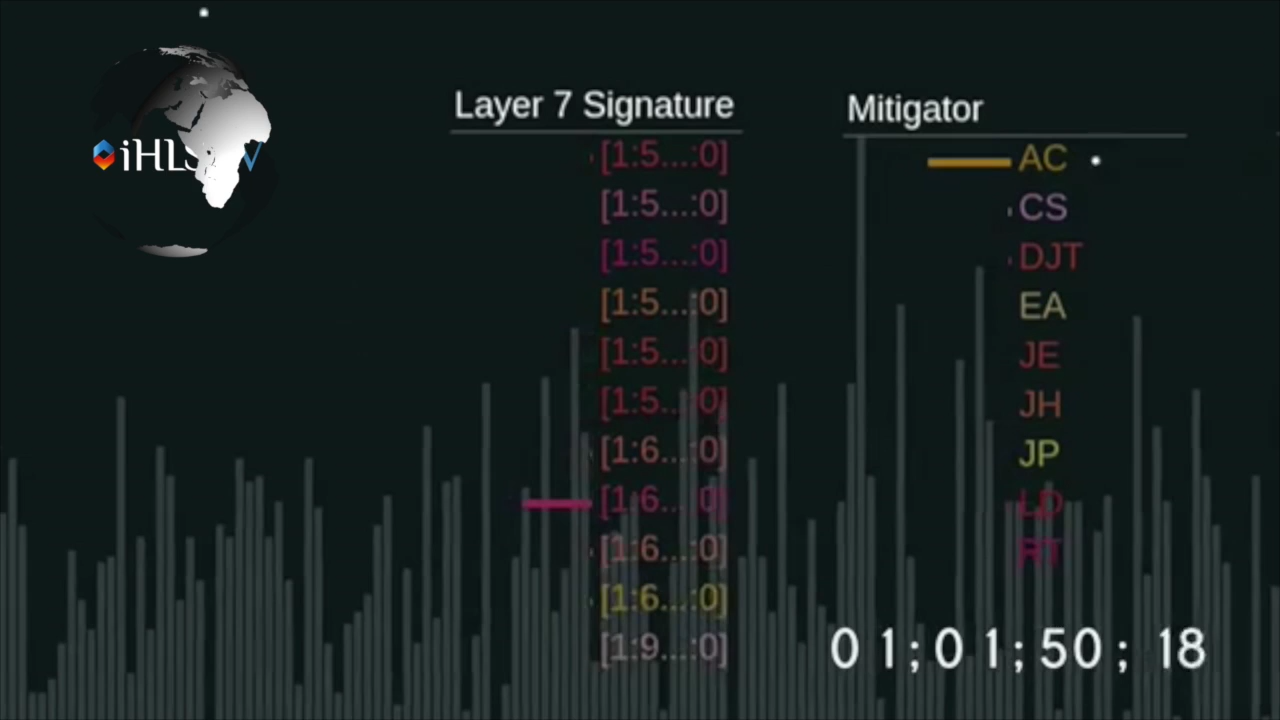 iHLS TV
Layer 7 Signature
[1:5...:0]
[1:5...:0]
[1:5...:0]
[1:5...:0]
[1:5...:0]
[1:5...:0]
[1:6...:0]
[1:6...:0]
[1:6...:0]
[1:6...:0]
[1:9...:0]
Mitigator
AC
CS
DJT
EA
JE
JH
JP
LD
RT
01;01;50;18